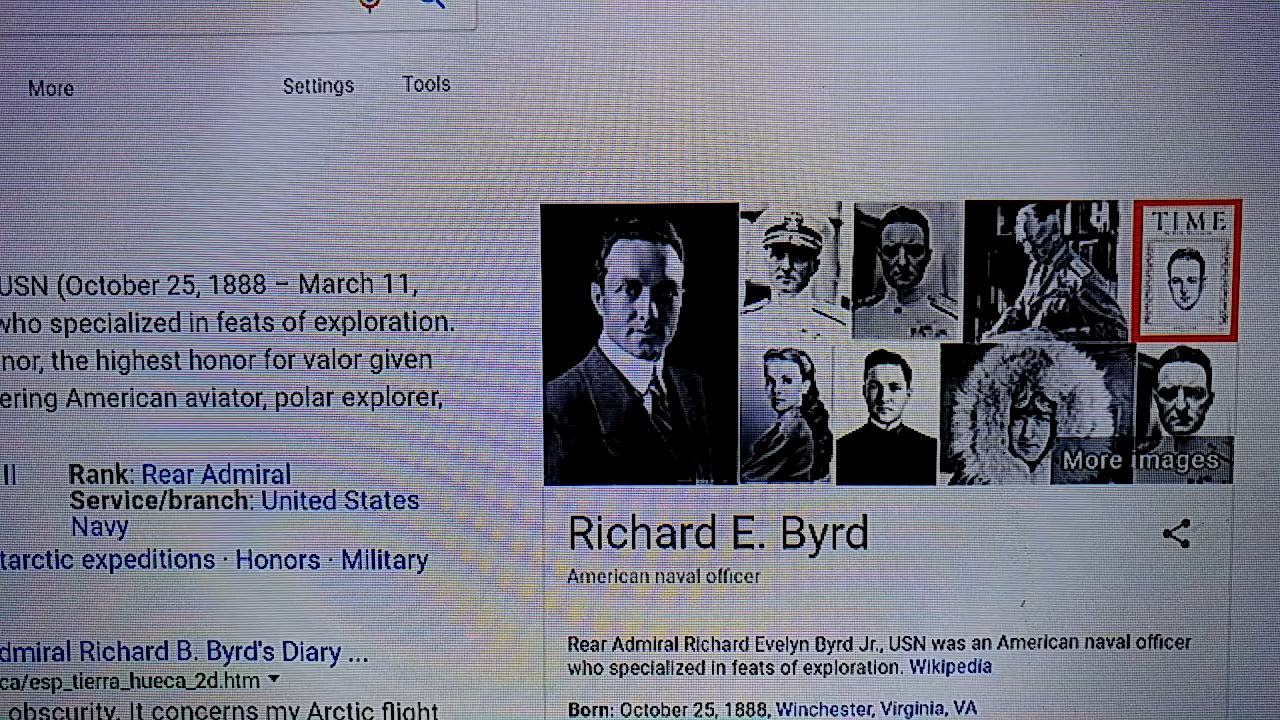 More
Settings
Tools
USN (October 25, 1888 – March 11,
who specialized in feats of exploration.
nor, the highest honor for valor given
ering American aviator, polar explorer,
II
Rank: Rear Admiral
Service/branch: United States
Navy
tarctic expeditions · Honors · Military
dmiral Richard B. Byrd's Diary ...
ca/esp_tierra_hueca_2d.htm
obscurity. It concerns my Arctic flight
TIME
More images
Richard E. Byrd
American naval officer
Rear Admiral Richard Evelyn Byrd Jr., USN was an American naval officer
who specialized in feats of exploration. Wikipedia
Born: October 25, 1888, Winchester, Virginia, VA